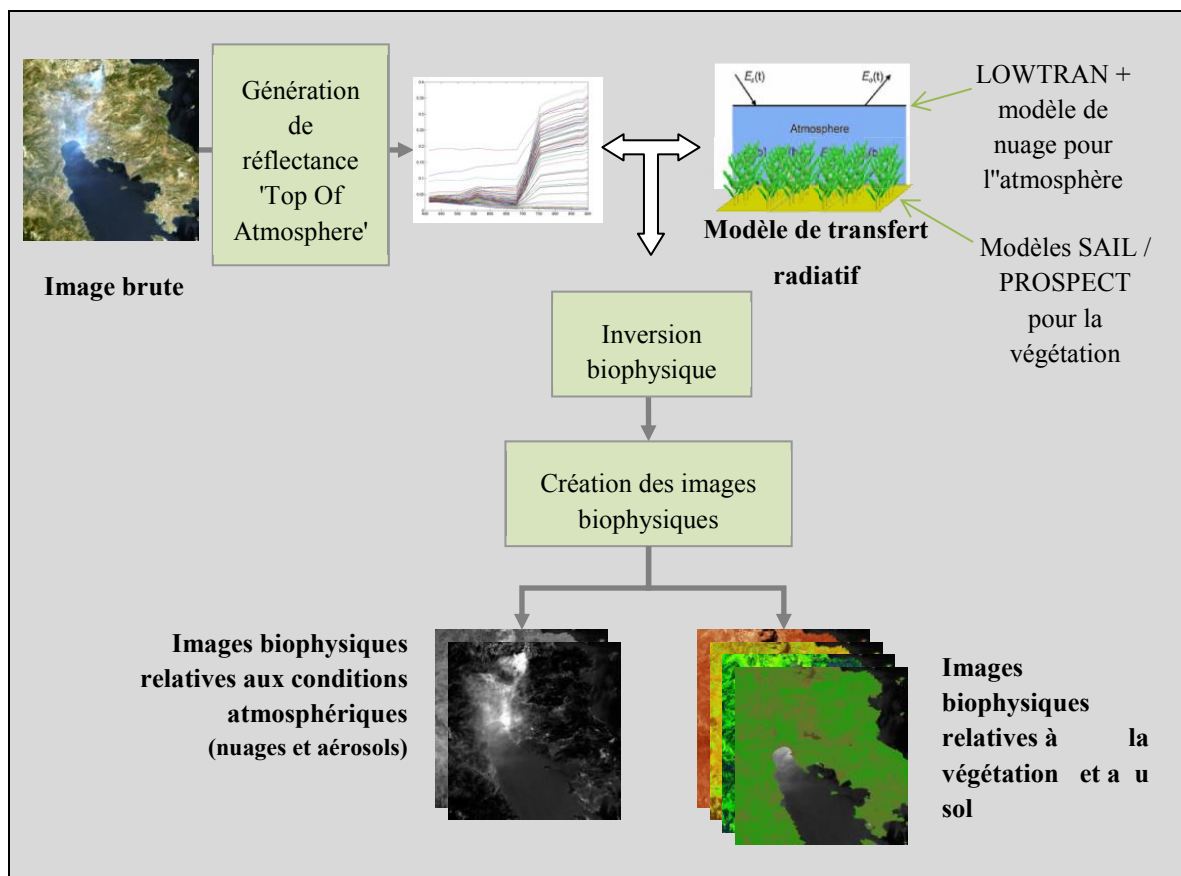 Génération
de
réflectance
'Top Of
Atmosphere'
Image brute
E₀(t)
E₀(t)
Atmosphere
Modèle de transfert
radiatif
LOWTRAN +
modèle de
nuage pour
l''atmosphère
Modèles SAIL /
PROSPECT
pour la
végétation
Inversion
biophysique
Création des images
biophysiques
Images biophysiques
relatives aux conditions
atmosphériques
(nuages et aérosols)
Images
biophysiques
relatives à la
végétation et a u
sol